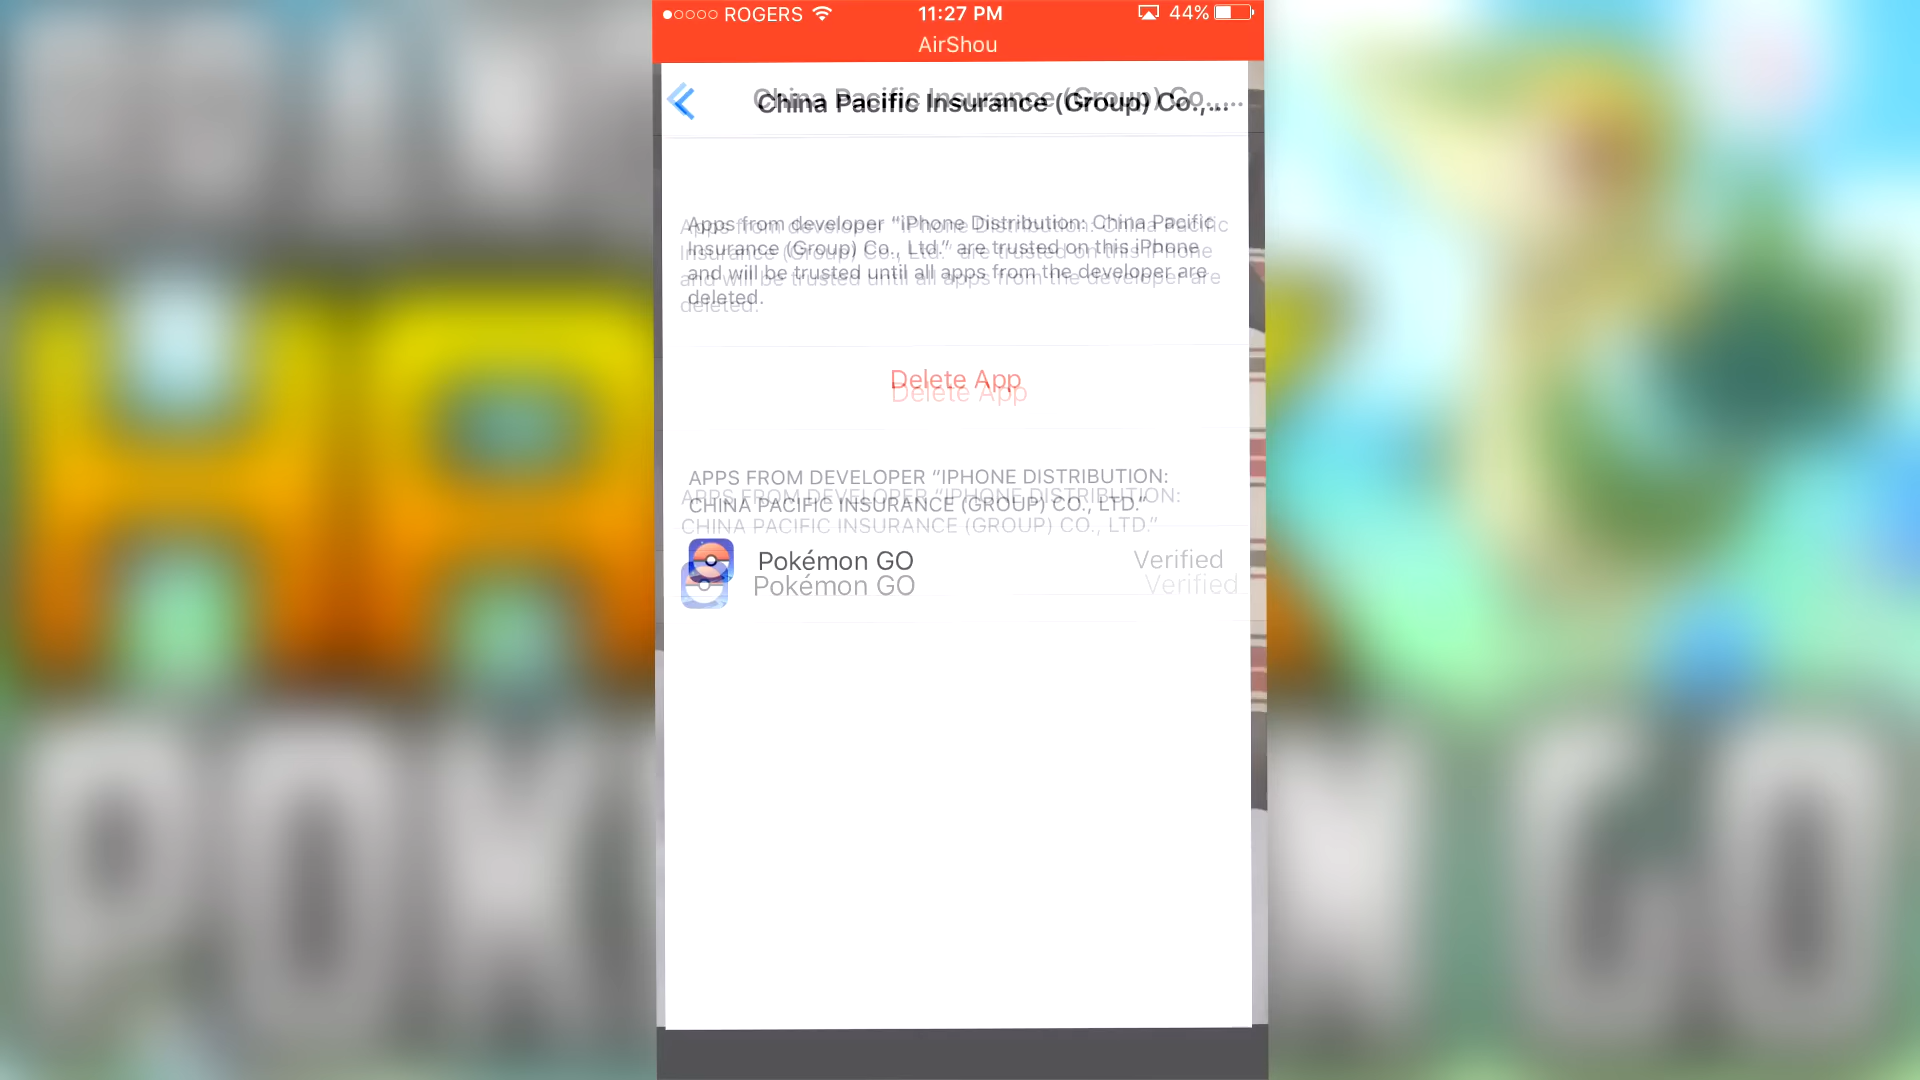 ROGERS 11:27 PM 44%
AirShou
China Pacific Insurance (Group) Co.,...
Apps from developer “iPhone Distribution: China Pacific
Insurance (Group) Co., Ltd.” are trusted on this iPhone
and will be trusted until all apps from the developer are
deleted.
Delete App
APPS FROM DEVELOPER “IPHONE DISTRIBUTION:
CHINA PACIFIC INSURANCE (GROUP) CO., LTD.”
Pokémon GO Verified